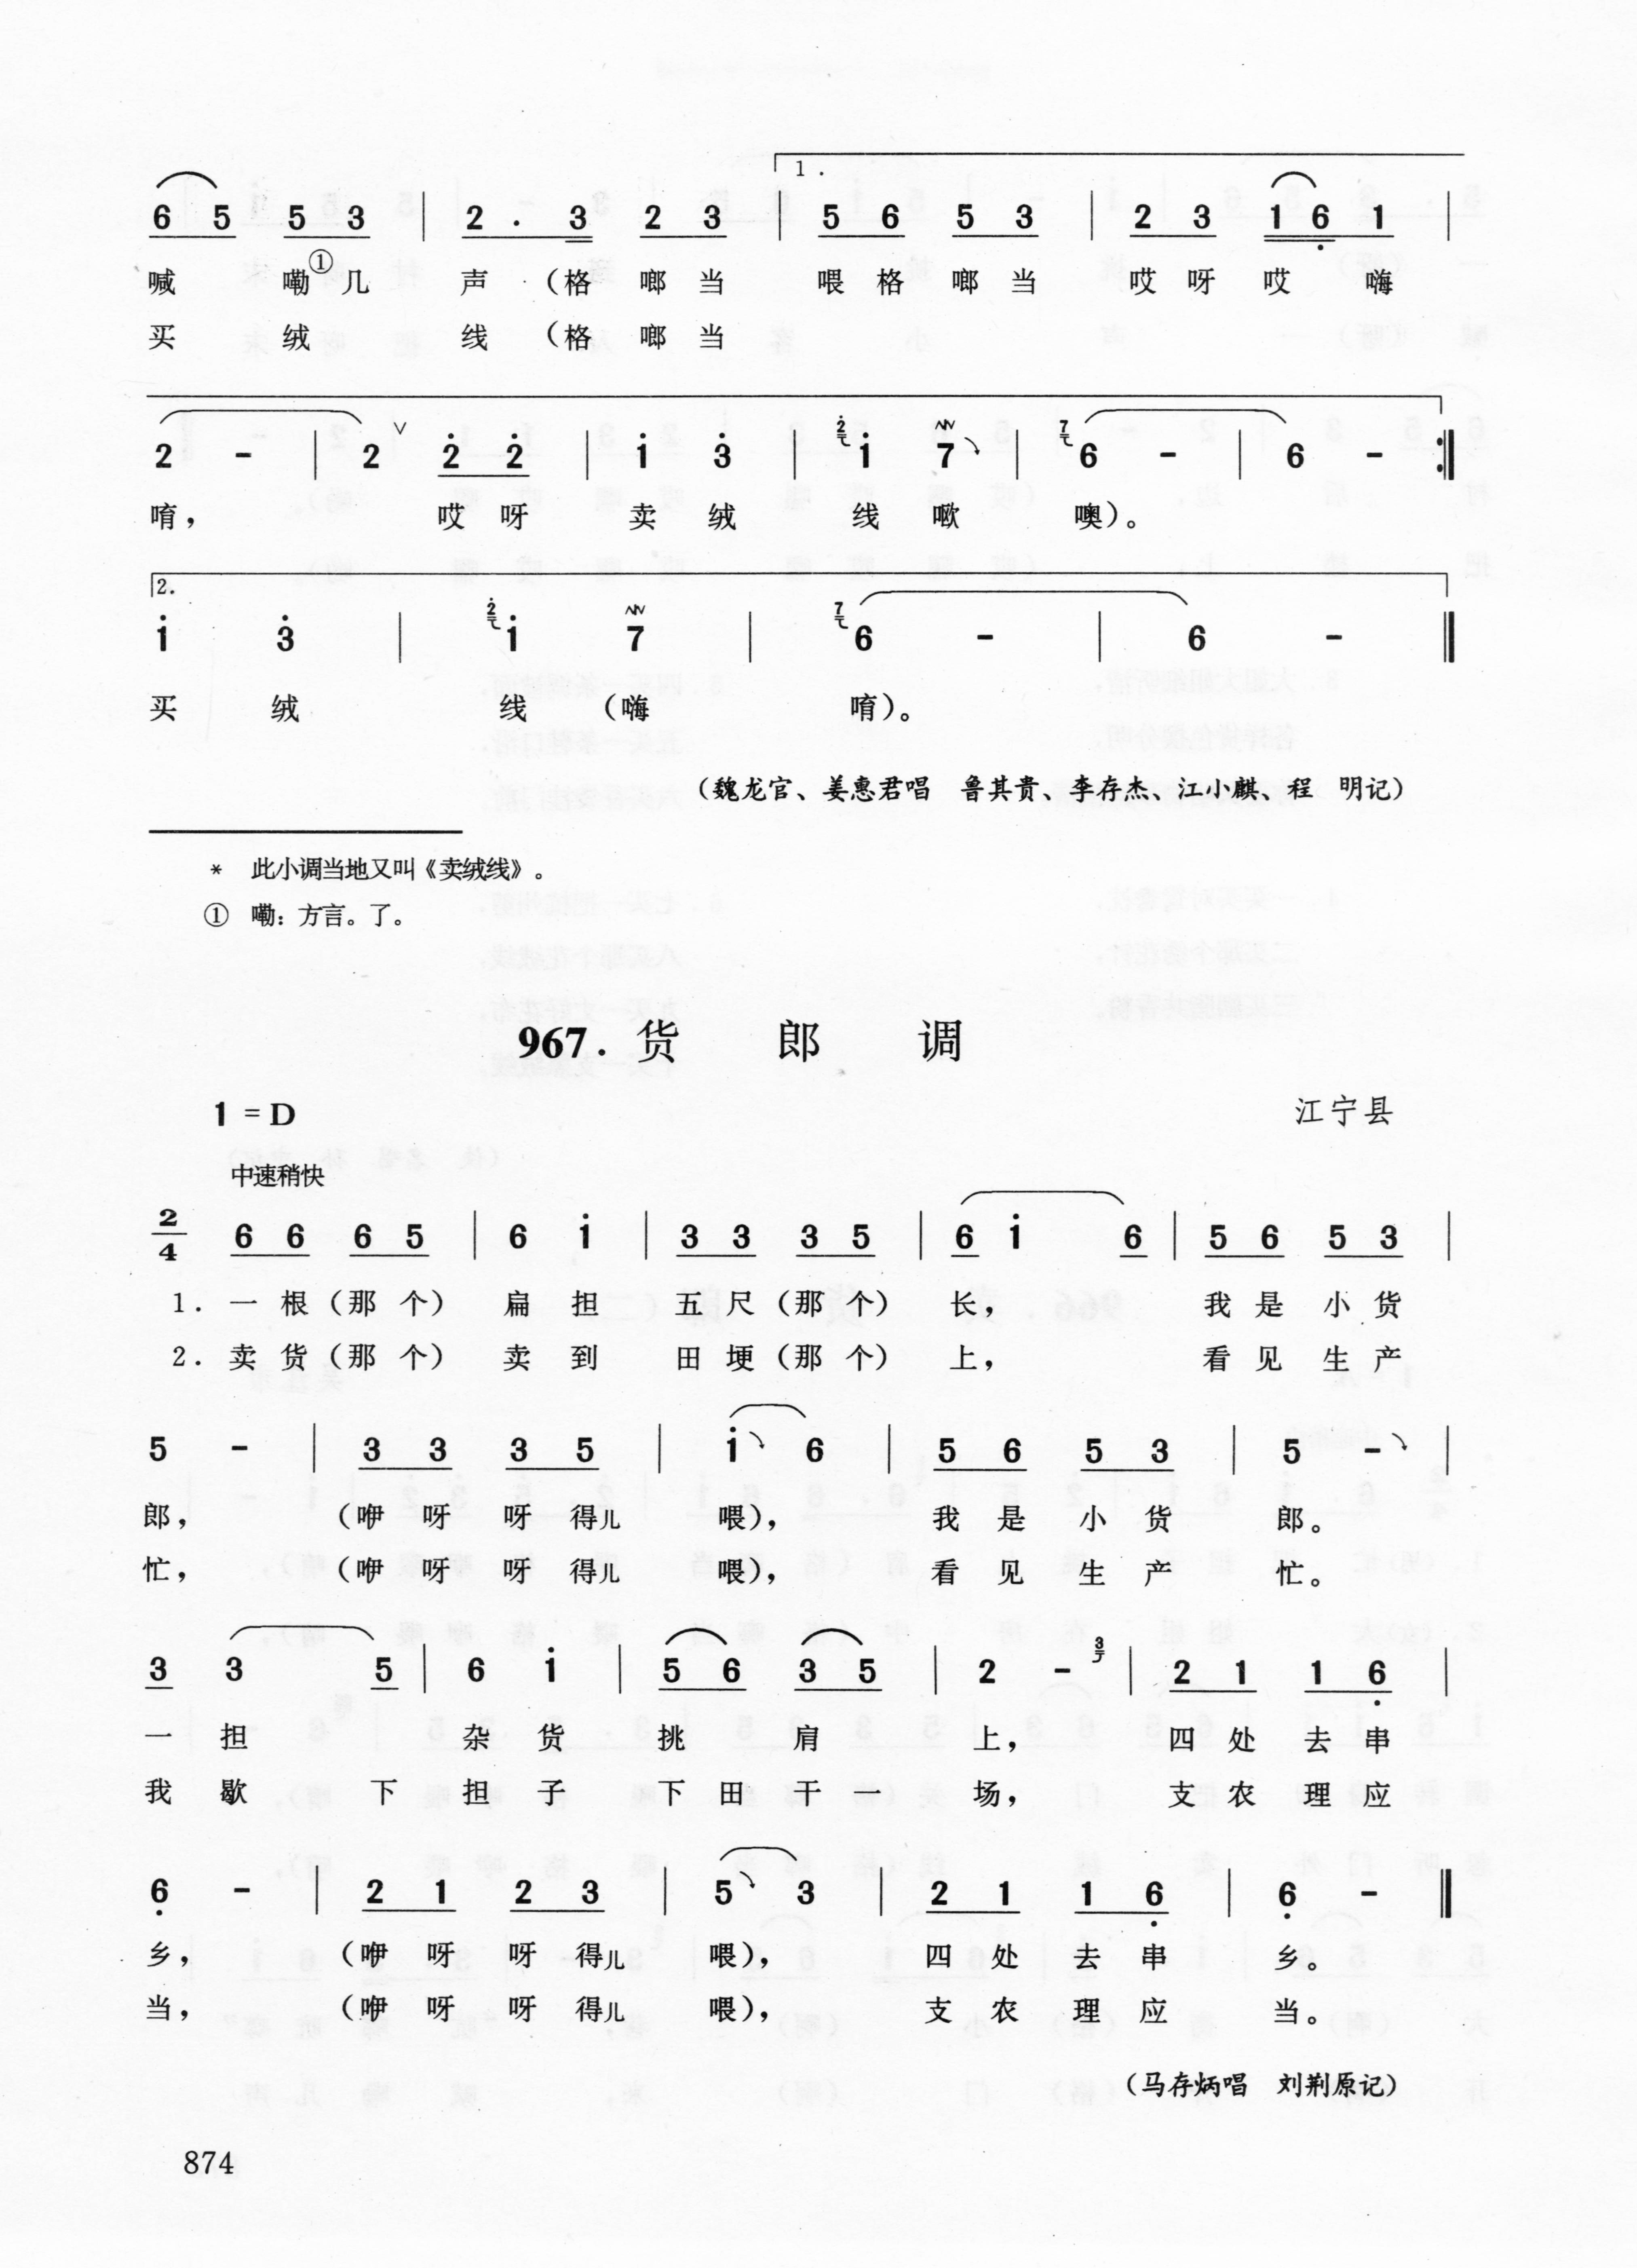 1.
6 5 5 3 | 2 · 3 2 3 | 5 6 5 3 | 2 3 1 6 1 |
喊 嘞① 几 声 (格 啷 当 喂 格 啷 当 哎 呀 哎 嗨
买 绒 线 (格 啷 当
2 - | 2 ∨ 2 2 | 1 3 | 2 1 7 | 7 6 - | 6 - :‖
唷, 哎 呀 卖 绒 线 嗽 噢)。
2.
1 3 | 2 1 7 | 7 6 - | 6 - ‖
买 绒 线 (嗨 唷)。
(魏龙官、姜惠君唱 鲁其贵、李存杰、江小麒、程 明记)
* 此小调当地又叫《卖绒线》。
① 嘞: 方言。了。
967. 货 郎 调
1 = D 江宁县
中速稍快
2/4 6 6 6 5 | 6 1 | 3 3 3 5 | 6 1 6 | 5 6 5 3 |
1. 一 根 (那 个) 扁 担 五 尺 (那 个) 长, 我 是 小 货
2. 卖 货 (那 个) 卖 到 田 埂 (那 个) 上, 看 见 生 产
5 - | 3 3 3 5 | 1 6 | 5 6 5 3 | 5 - |
郎, (咿 呀 呀 得儿 喂), 我 是 小 货 郎。
忙, (咿 呀 呀 得儿 喂), 看 见 生 产 忙。
3 3 5 | 6 1 | 5 6 3 5 | 2 - 3 | 2 1 1 6 |
一 担 杂 货 挑 肩 上, 四 处 去 串
我 歇 下 担 子 下 田 干 一 场, 支 农 理 应
6 - | 2 1 2 3 | 5 3 | 2 1 1 6 | 6 - ‖
乡, (咿 呀 呀 得儿 喂), 四 处 去 串 乡。
当, (咿 呀 呀 得儿 喂), 支 农 理 应 当。
(马存炳唱 刘荆原记)
874